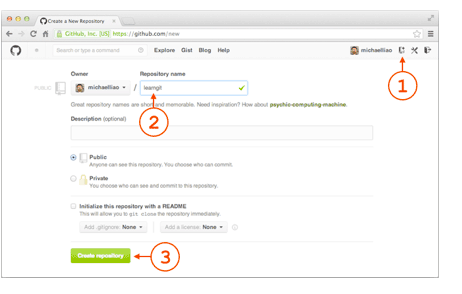 Create a New Repository
GitHub, Inc. [US] https://github.com/new
Search or type a command
Explore Gist Blog Help
michaelliao
1
Owner
Repository name
PUBLIC
michaelliao / learngit
Great repository names are short and memorable. Need inspiration? How about psychic-computing-machine.
2
Description (optional)
Public
Anyone can see this repository. You choose who can commit.
Private
You choose who can see and commit to this repository.
Initialize this repository with a README
This will allow you to git clone the repository immediately.
Add .gitignore: None
Add a license: None
Create repository
3